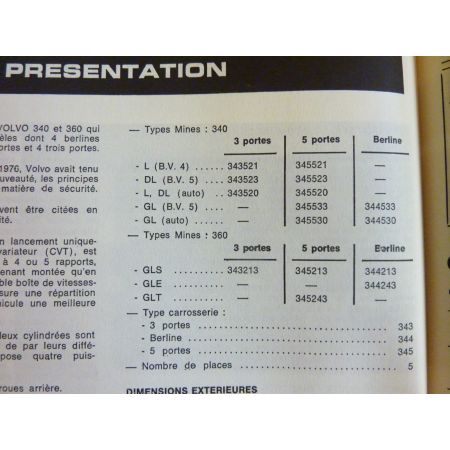 PRESENTATION
VOLVO 340 et 360 qui
èles dont 4 berlines
ortes et 4 trois portes.
1976, Volvo avait tenu
uveauté, les principes
matière de sécurité.
vent être citées en
ité.
n lancement unique-
variateur (CVT), est
à 4 ou 5 rapports,
enant montée qu'en
ble boîte de vitesses-
sure une répartition
hicule une meilleure
deux cylindrées sont
de par leurs diffé-
pose quatre puis-
roues arrière.
— Types Mines : 340
3 portes 5 portes Berline
- L (B.V. 4) ...... 343521 345521 —
- DL (B.V. 5) ..... 343523 345523 —
- L, DL (auto) .... 343520 345520 —
- GL (B.V. 5) ..... — 345533 344533
- GL (auto) ....... — 345530 344530
— Types Mines : 360
3 portes 5 portes Berline
- GLS ............ 343213 345213 344213
- GLE ............ — — 344243
- GLT ............ — 345243 —
— Type carrosserie :
- 3 portes ........................................ 343
- Berline ......................................... 344
- 5 portes ........................................ 345
— Nombre de places ................................ 5
DIMENSIONS EXTERIEURES